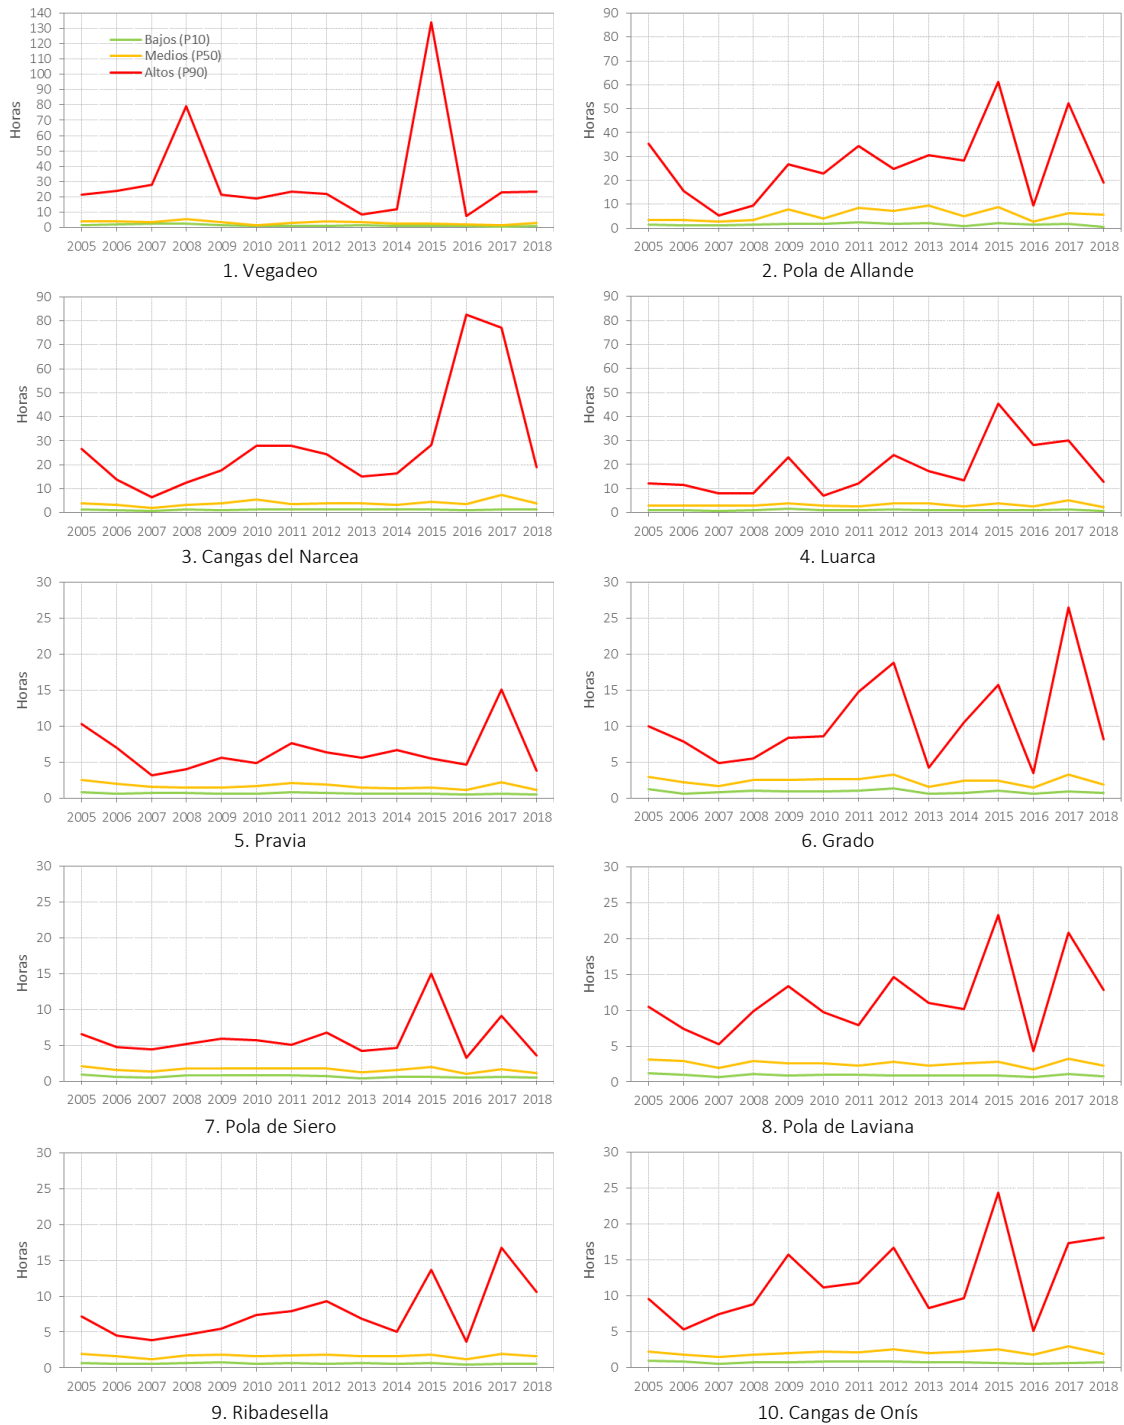 140
130
120
110
100
90
80
70
60
50
40
30
20
10
0
Horas
Bajos (P10)
Medios (P50)
Altos (P90)
2005 2006 2007 2008 2009 2010 2011 2012 2013 2014 2015 2016 2017 2018
1. Vegadeo
90
80
70
60
50
40
30
20
10
0
Horas
2005 2006 2007 2008 2009 2010 2011 2012 2013 2014 2015 2016 2017 2018
2. Pola de Allande
90
80
70
60
50
40
30
20
10
0
Horas
2005 2006 2007 2008 2009 2010 2011 2012 2013 2014 2015 2016 2017 2018
3. Cangas del Narcea
90
80
70
60
50
40
30
20
10
0
Horas
2005 2006 2007 2008 2009 2010 2011 2012 2013 2014 2015 2016 2017 2018
4. Luarca
30
25
20
15
10
5
0
Horas
2005 2006 2007 2008 2009 2010 2011 2012 2013 2014 2015 2016 2017 2018
5. Pravia
30
25
20
15
10
5
0
Horas
2005 2006 2007 2008 2009 2010 2011 2012 2013 2014 2015 2016 2017 2018
6. Grado
30
25
20
15
10
5
0
Horas
2005 2006 2007 2008 2009 2010 2011 2012 2013 2014 2015 2016 2017 2018
7. Pola de Siero
30
25
20
15
10
5
0
Horas
2005 2006 2007 2008 2009 2010 2011 2012 2013 2014 2015 2016 2017 2018
8. Pola de Laviana
30
25
20
15
10
5
0
Horas
2005 2006 2007 2008 2009 2010 2011 2012 2013 2014 2015 2016 2017 2018
9. Ribadesella
30
25
20
15
10
5
0
Horas
2005 2006 2007 2008 2009 2010 2011 2012 2013 2014 2015 2016 2017 2018
10. Cangas de Onís